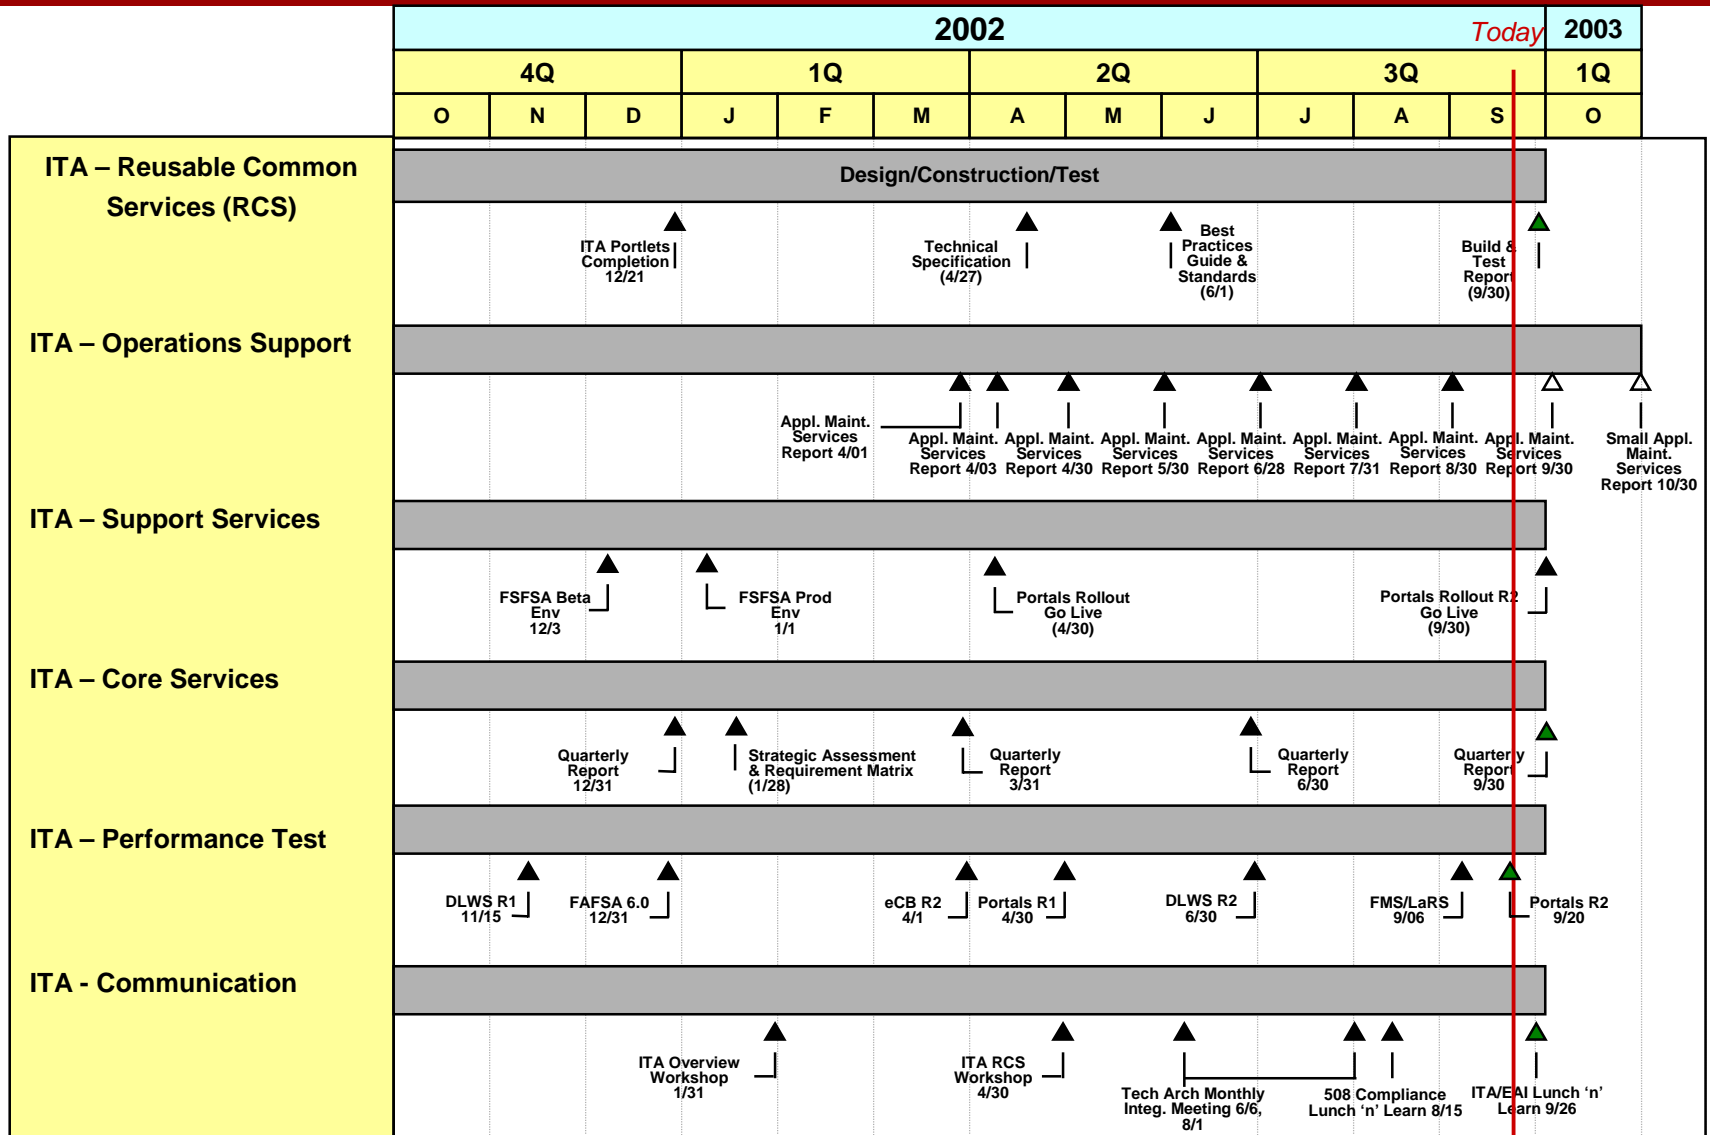 2002
Today
2003
4Q
1Q
2Q
3Q
1Q
O
N
D
J
F
M
A
M
J
J
A
S
O
ITA – Reusable Common
Services (RCS)
Design/Construction/Test
ITA Portlets
Completion
12/21
Technical
Specification
(4/27)
Best
Practices
Guide &
Standards
(6/1)
Build &
Test
Report
(9/30)
ITA – Operations Support
Appl. Maint.
Services
Report 4/01
Appl. Maint.
Services
Report 4/03
Appl. Maint.
Services
Report 4/30
Appl. Maint.
Services
Report 5/30
Appl. Maint.
Services
Report 6/28
Appl. Maint.
Services
Report 7/31
Appl. Maint.
Services
Report 8/30
Appl. Maint.
Services
Report 9/30
Small Appl.
Maint.
Services
Report 10/30
ITA – Support Services
FSFSA Beta
Env
12/3
FSFSA Prod
Env
1/1
Portals Rollout
Go Live
(4/30)
Portals Rollout R2
Go Live
(9/30)
ITA – Core Services
Quarterly
Report
12/31
Strategic Assessment
& Requirement Matrix
(1/28)
Quarterly
Report
3/31
Quarterly
Report
6/30
Quarterly
Report
9/30
ITA – Performance Test
DLWS R1
11/15
FAFSA 6.0
12/31
eCB R2
4/1
Portals R1
4/30
DLWS R2
6/30
FMS/LaRS
9/06
Portals R2
9/20
ITA - Communication
ITA Overview
Workshop
1/31
ITA RCS
Workshop
4/30
Tech Arch Monthly
Integ. Meeting 6/6,
8/1
508 Compliance
Lunch ‘n’ Learn 8/15
ITA/EAI Lunch ‘n’
Learn 9/26